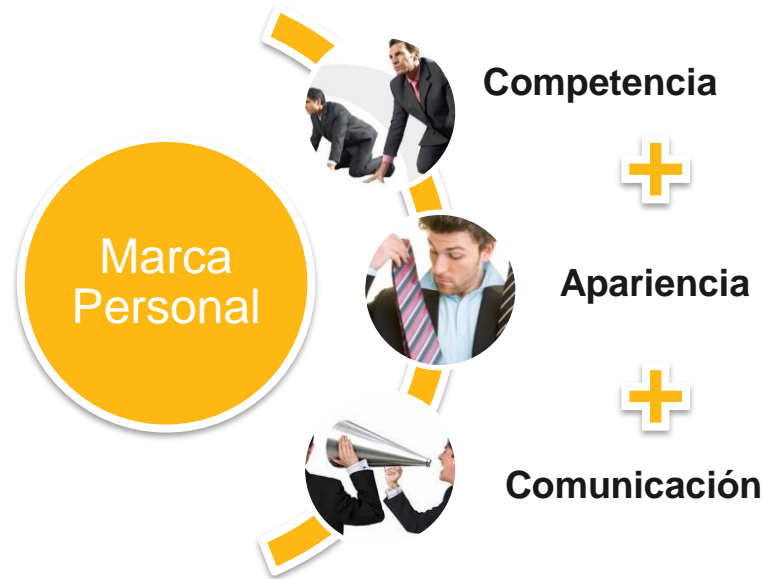 Marca
Personal
Competencia
Apariencia
Comunicación